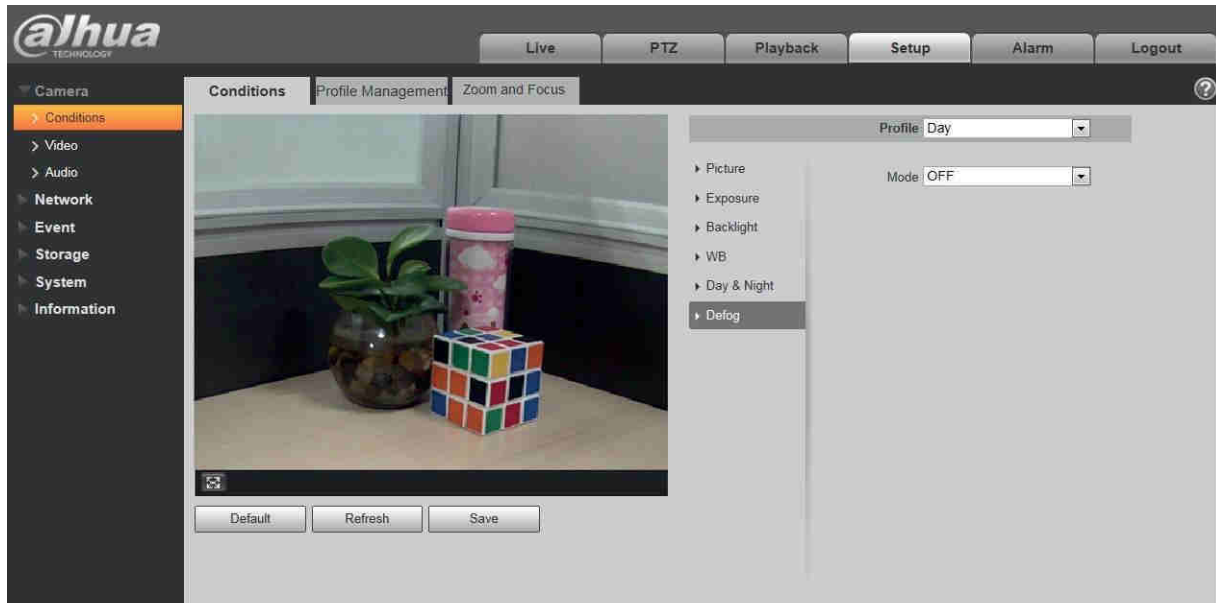 alhua
TECHNOLOGY
Live
PTZ
Playback
Setup
Alarm
Logout
Camera
Conditions
Video
Audio
Network
Event
Storage
System
Information
Conditions
Profile Management
Zoom and Focus
?
Profile Day
Mode OFF
Picture
Exposure
Backlight
WB
Day & Night
Defog
Default
Refresh
Save